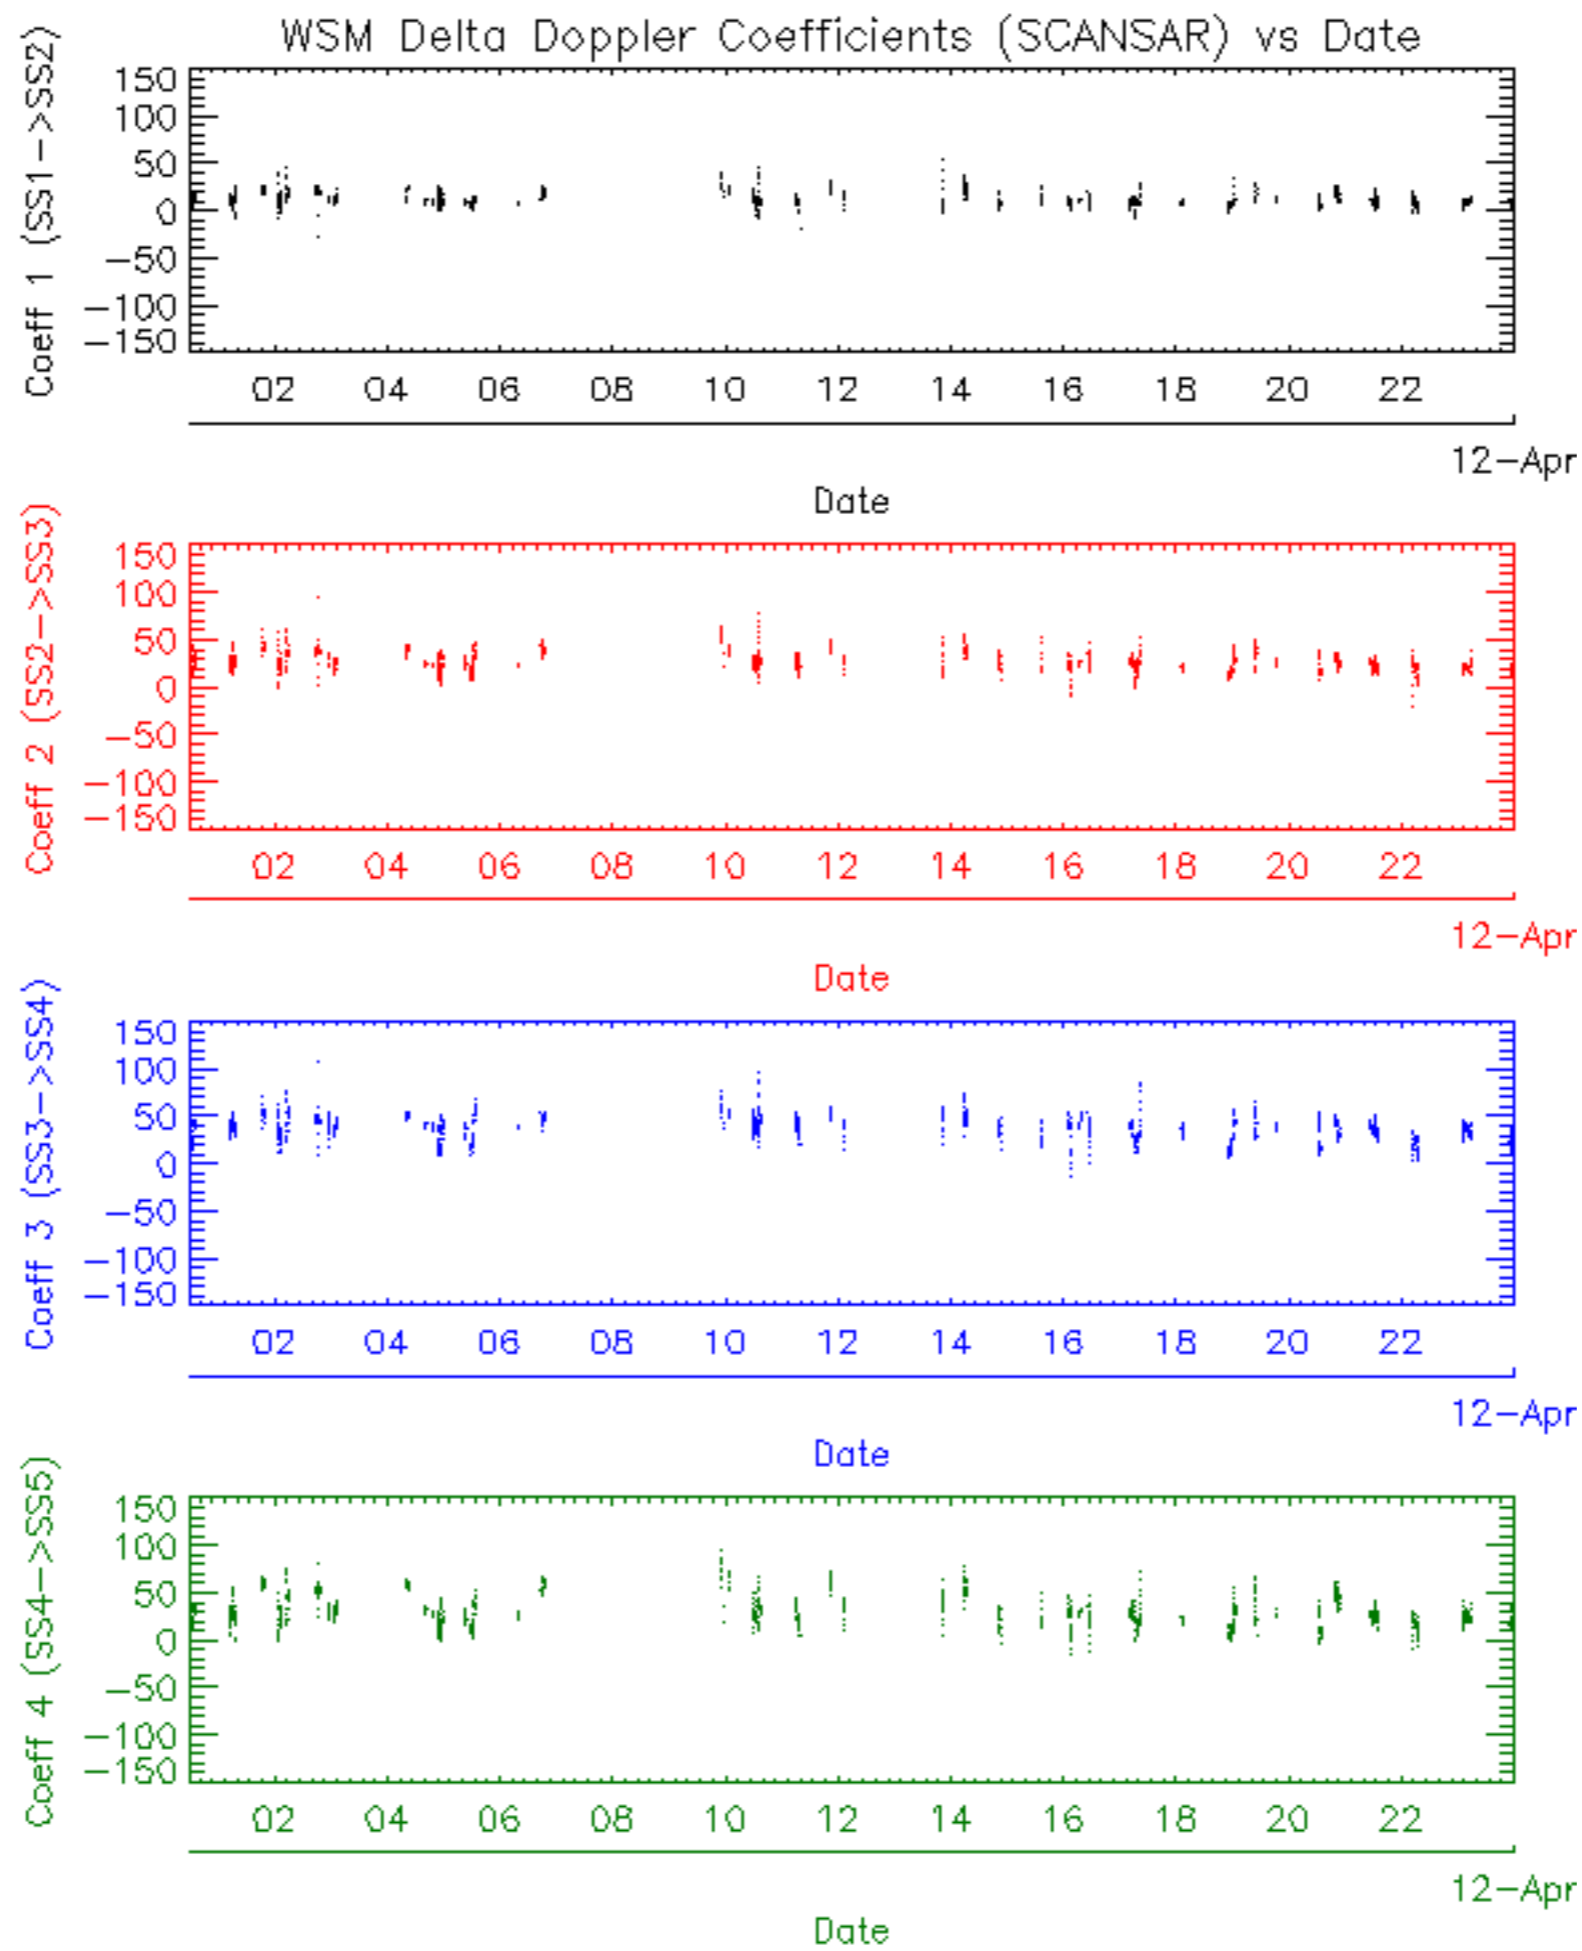 WSM Delta Doppler Coefficients (SCANSAR) vs Date
Coeff 1 (SS1->SS2)
150
100
50
0
-50
-100
-150
02 04 06 08 10 12 14 16 18 20 22
12-Apr
Date
Coeff 2 (SS2->SS3)
150
100
50
0
-50
-100
-150
02 04 06 08 10 12 14 16 18 20 22
12-Apr
Date
Coeff 3 (SS3->SS4)
150
100
50
0
-50
-100
-150
02 04 06 08 10 12 14 16 18 20 22
12-Apr
Date
Coeff 4 (SS4->SS5)
150
100
50
0
-50
-100
-150
02 04 06 08 10 12 14 16 18 20 22
12-Apr
Date